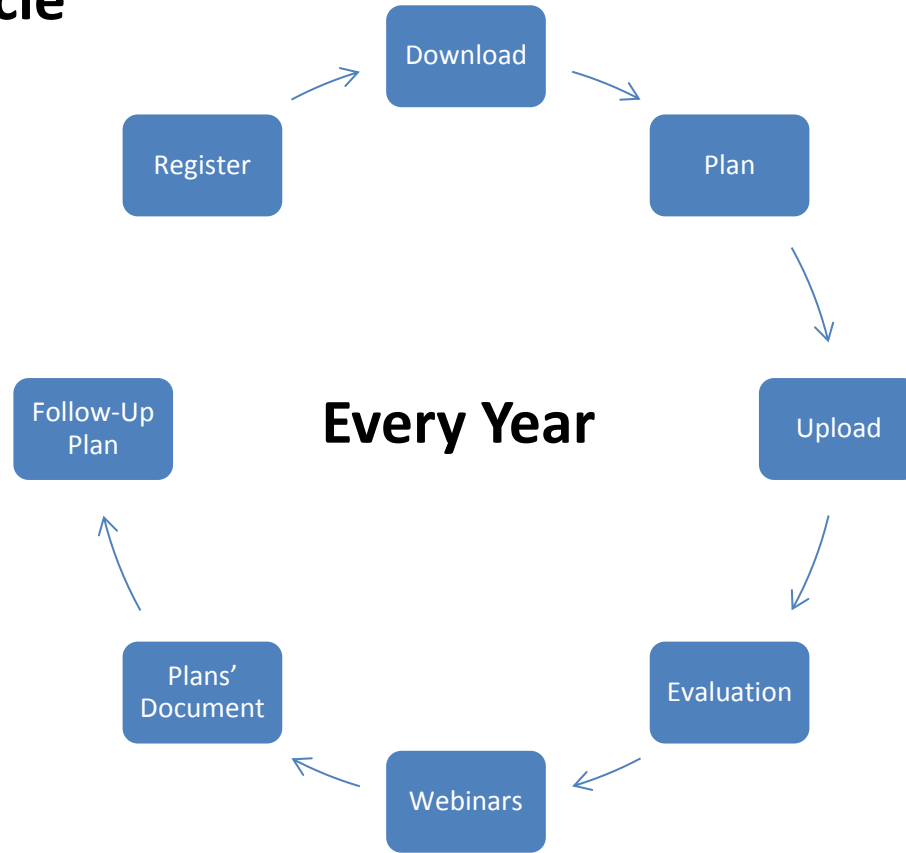 Download
Register
Plan
Follow-Up
Plan
Every Year
Upload
Plans’
Document
Evaluation
Webinars